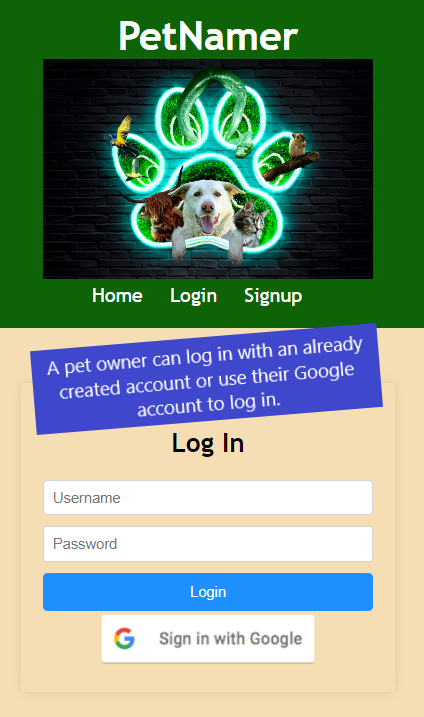 PetNamer
Home Login Signup
A pet owner can log in with an already
created account or use their Google
account to log in.
Log In
Username
Password
Login
Sign in with Google